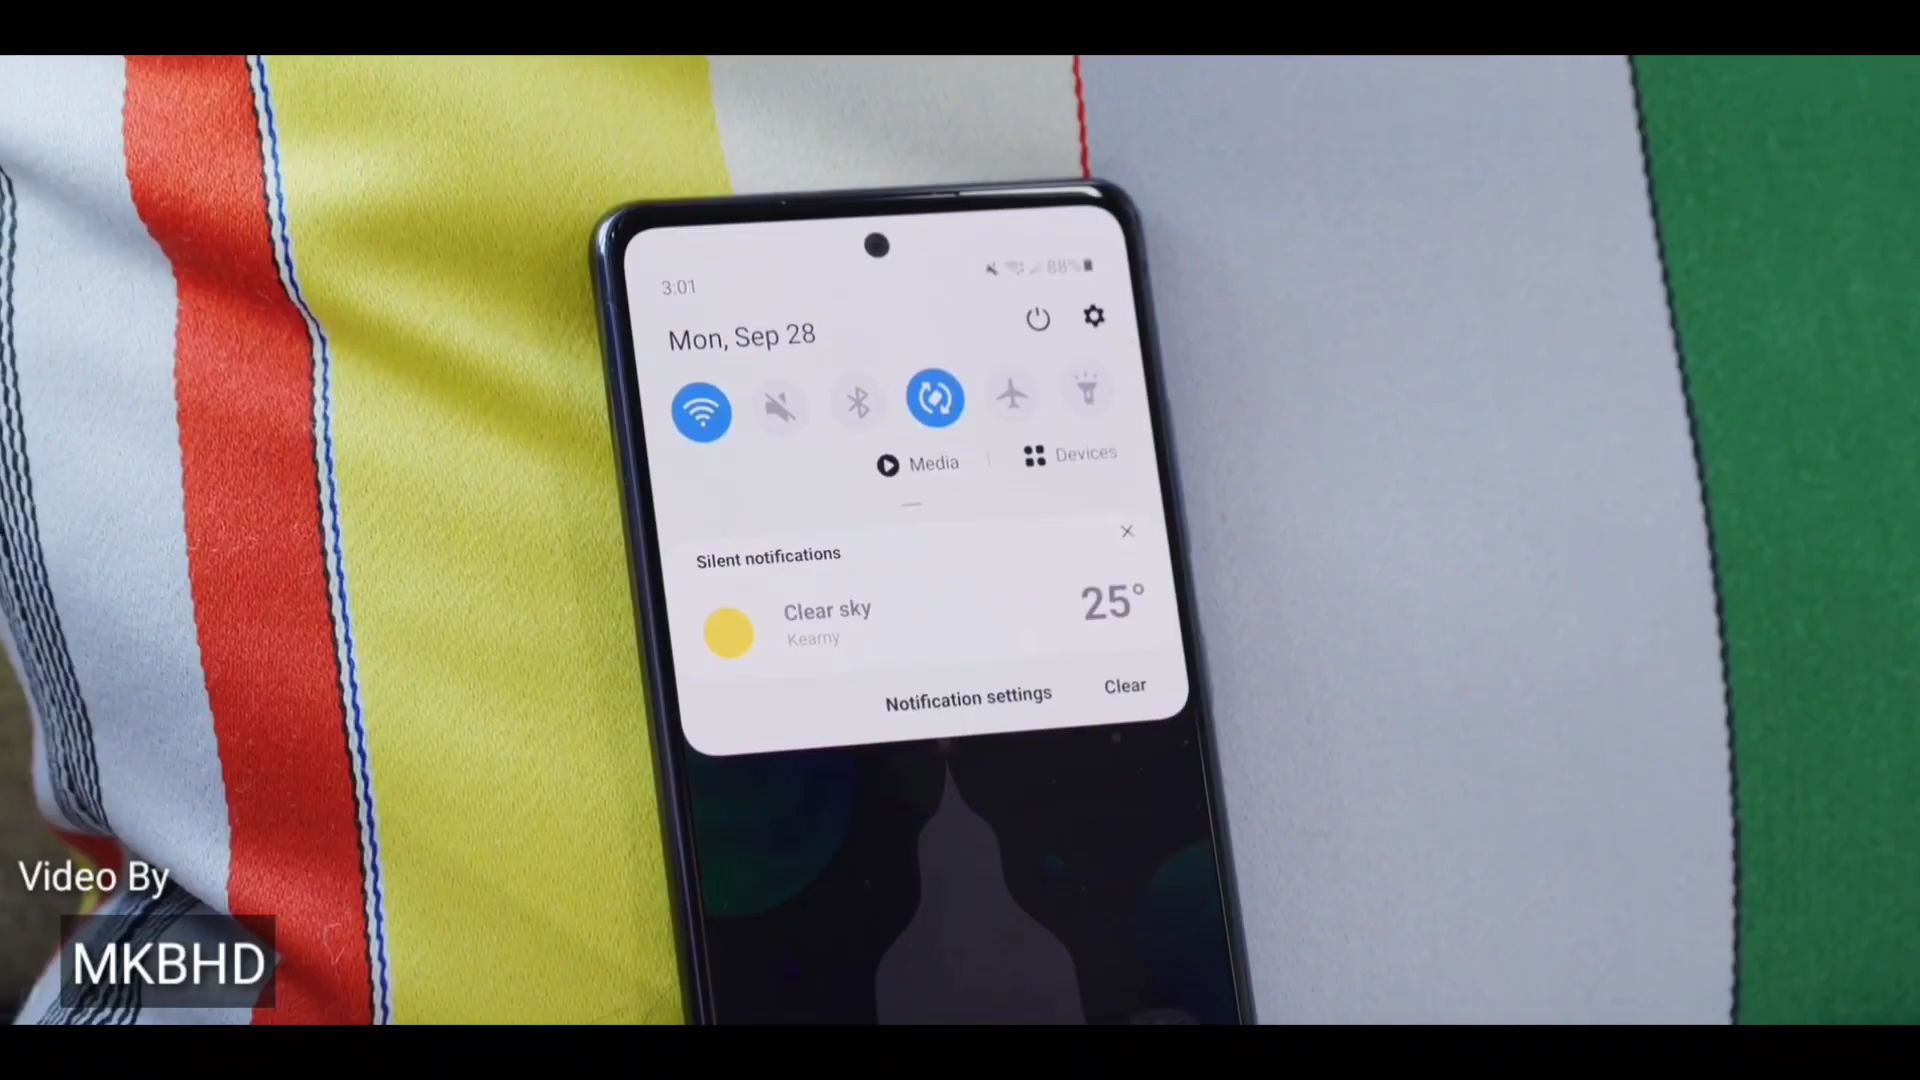 3:01
88%
Mon, Sep 28
Media
Devices
Silent notifications
Clear sky
25°
Kearny
Notification settings
Clear
Video By
MKBHD